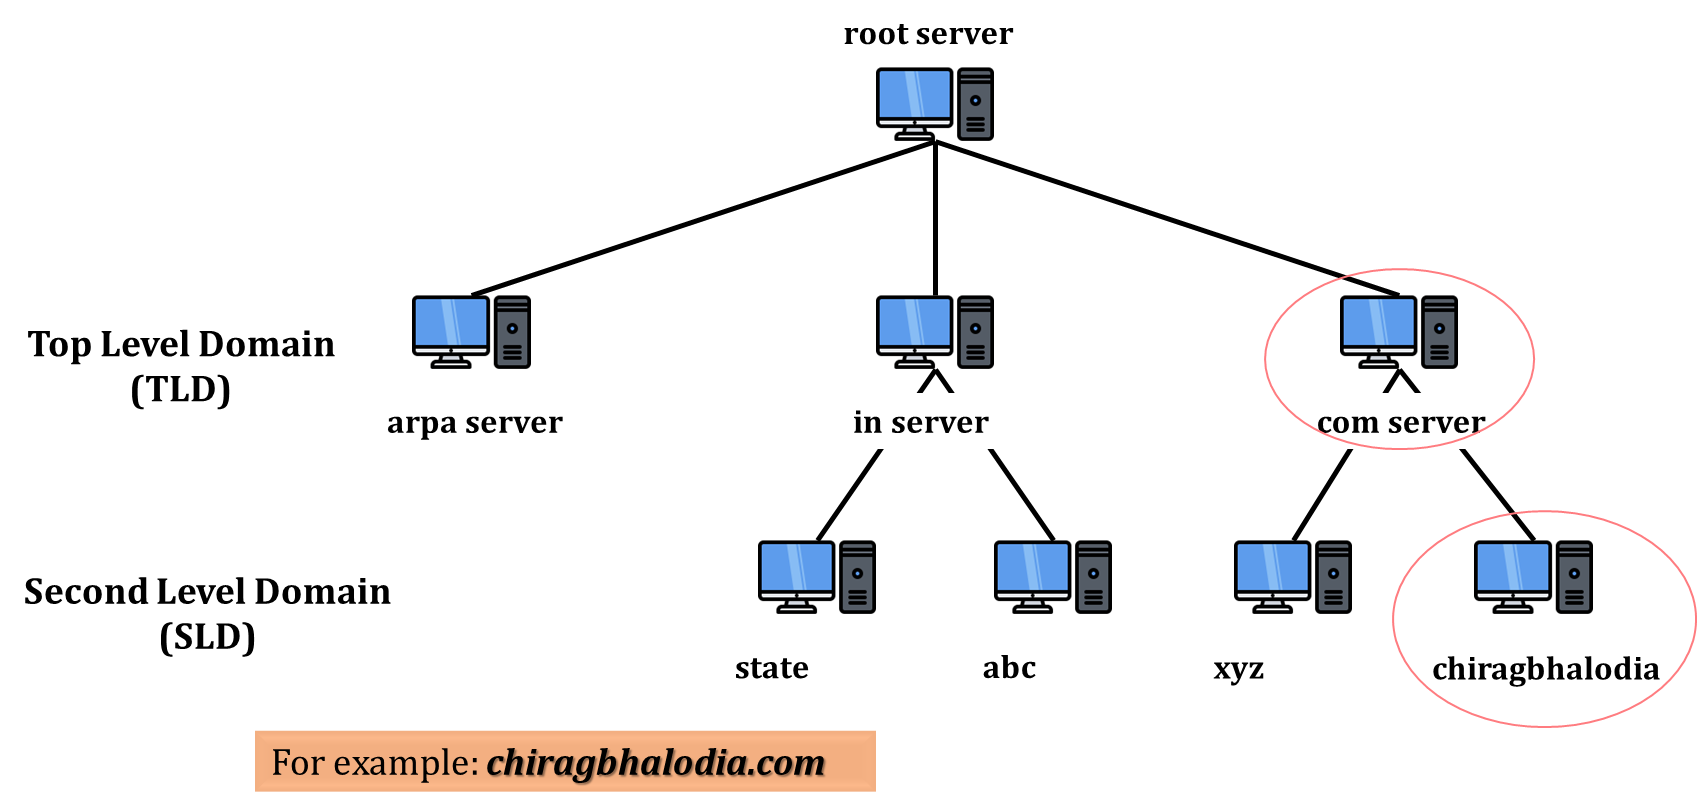 root server
Top Level Domain
(TLD)
arpa server
in server
com server
Second Level Domain
(SLD)
state
abc
xyz
chiragbhalodia
For example: chiragbhalodia.com